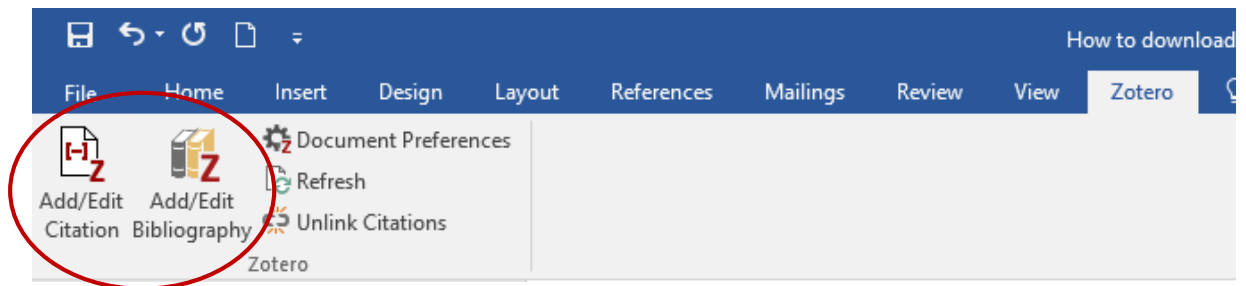 How to download
File
Home
Insert
Design
Layout
References
Mailings
Review
View
Zotero
Add/Edit
Citation
Add/Edit
Bibliography
Document Preferences
Refresh
Unlink Citations
Zotero